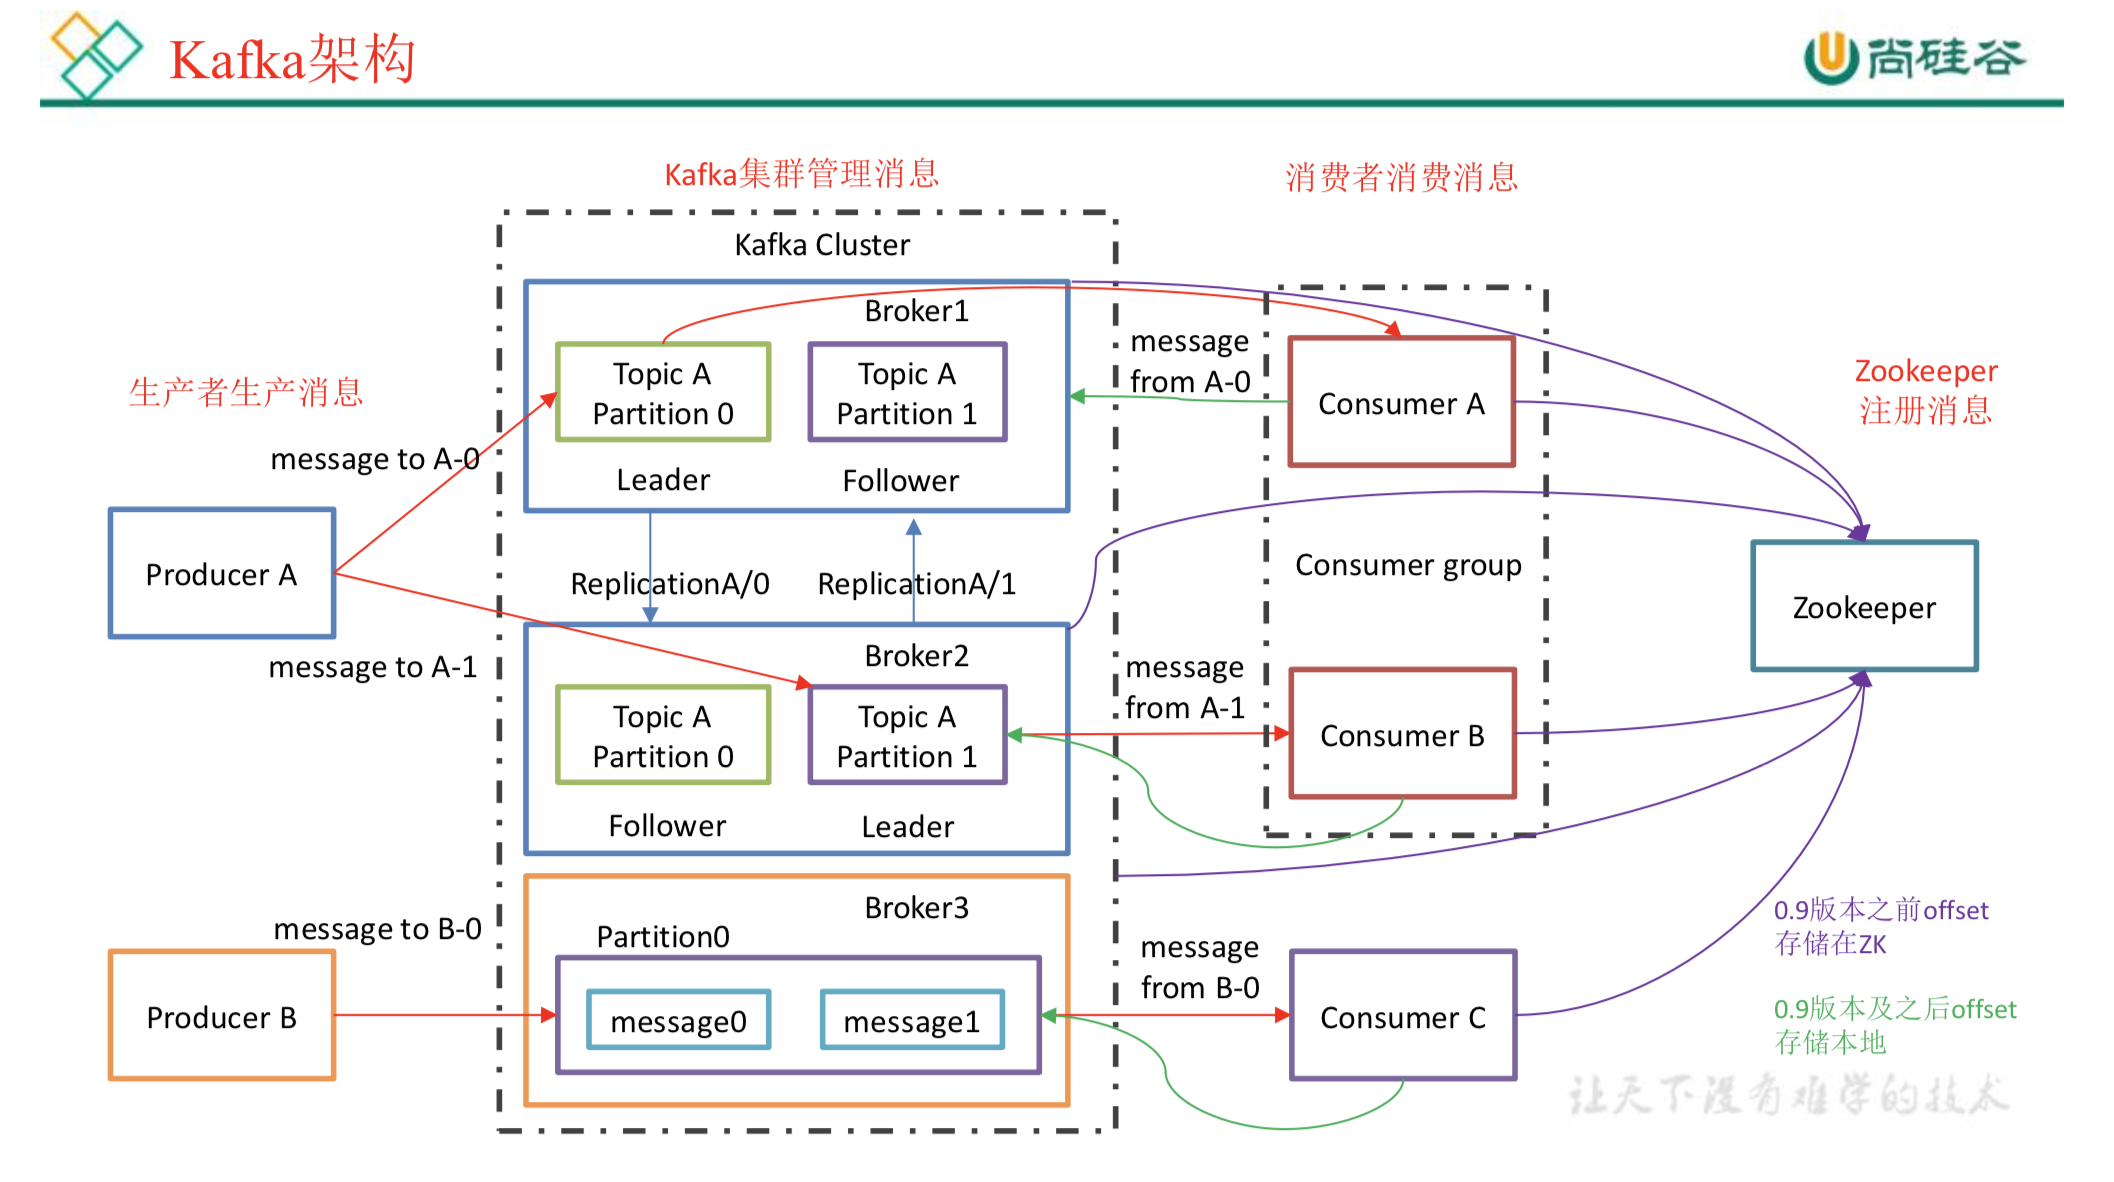 Kafka架构
尚硅谷
Kafka集群管理消息
消费者消费消息
Kafka Cluster
Broker1
Topic A
Partition 0
Topic A
Partition 1
Leader
Follower
message
from A-0
Consumer A
Zookeeper
注册消息
生产者生产消息
message to A-0
Producer A
message to A-1
ReplicationA/0
ReplicationA/1
Consumer group
Zookeeper
Broker2
Topic A
Partition 0
Topic A
Partition 1
Follower
Leader
message
from A-1
Consumer B
message to B-0
Producer B
Broker3
Partition0
message0
message1
message
from B-0
Consumer C
0.9版本之前offset
存储在ZK
0.9版本及之后offset
存储本地
让天下没有难学的技术